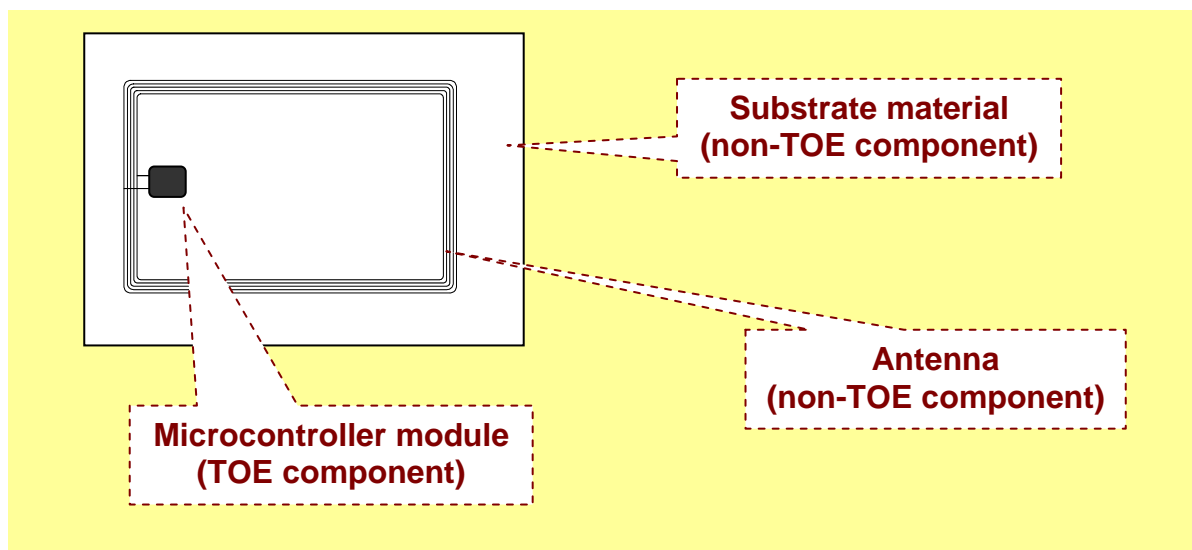 Substrate material
(non-TOE component)
Antenna
(non-TOE component)
Microcontroller module
(TOE component)